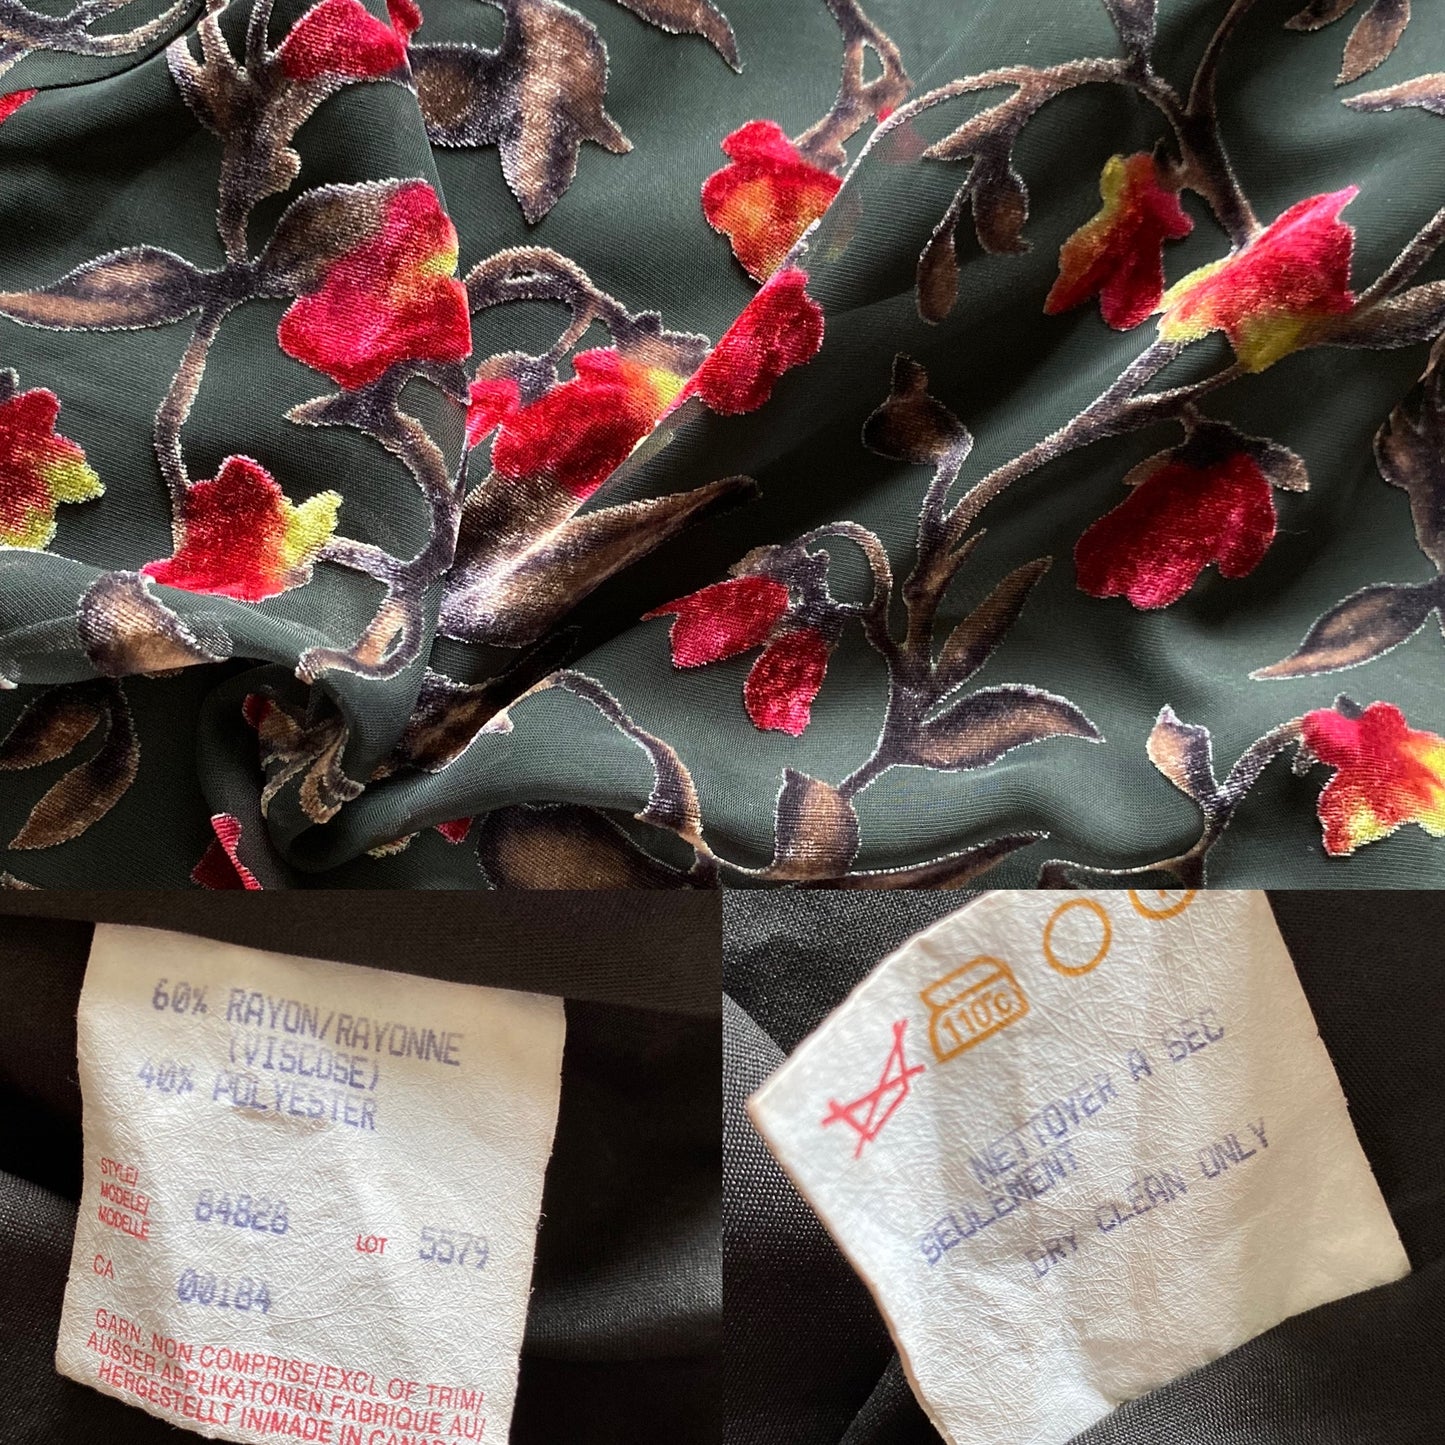 60% RAYON/RAYONNE
(VISCOSE)
40% POLYESTER
STYLE/
MODELE/
MODELLE
84828
LOT 5579
CA 00184
GARN. NON COMPRISE/EXCL OF TRIM/
AUSSER APPLIKATONEN FABRIQUE AU/
HERGESTELLT IN/MADE IN CANADA
110°C.
NETTOYER A SEC
SEULEMENT
DRY CLEAN ONLY